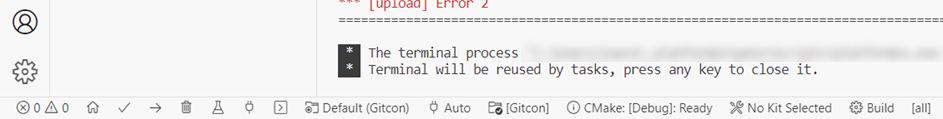 *** [upload] Error 2
* The terminal process
* Terminal will be reused by tasks, press any key to close it.
0 0 Default (Gitcon) Auto [Gitcon] CMake: [Debug]: Ready No Kit Selected Build [all]